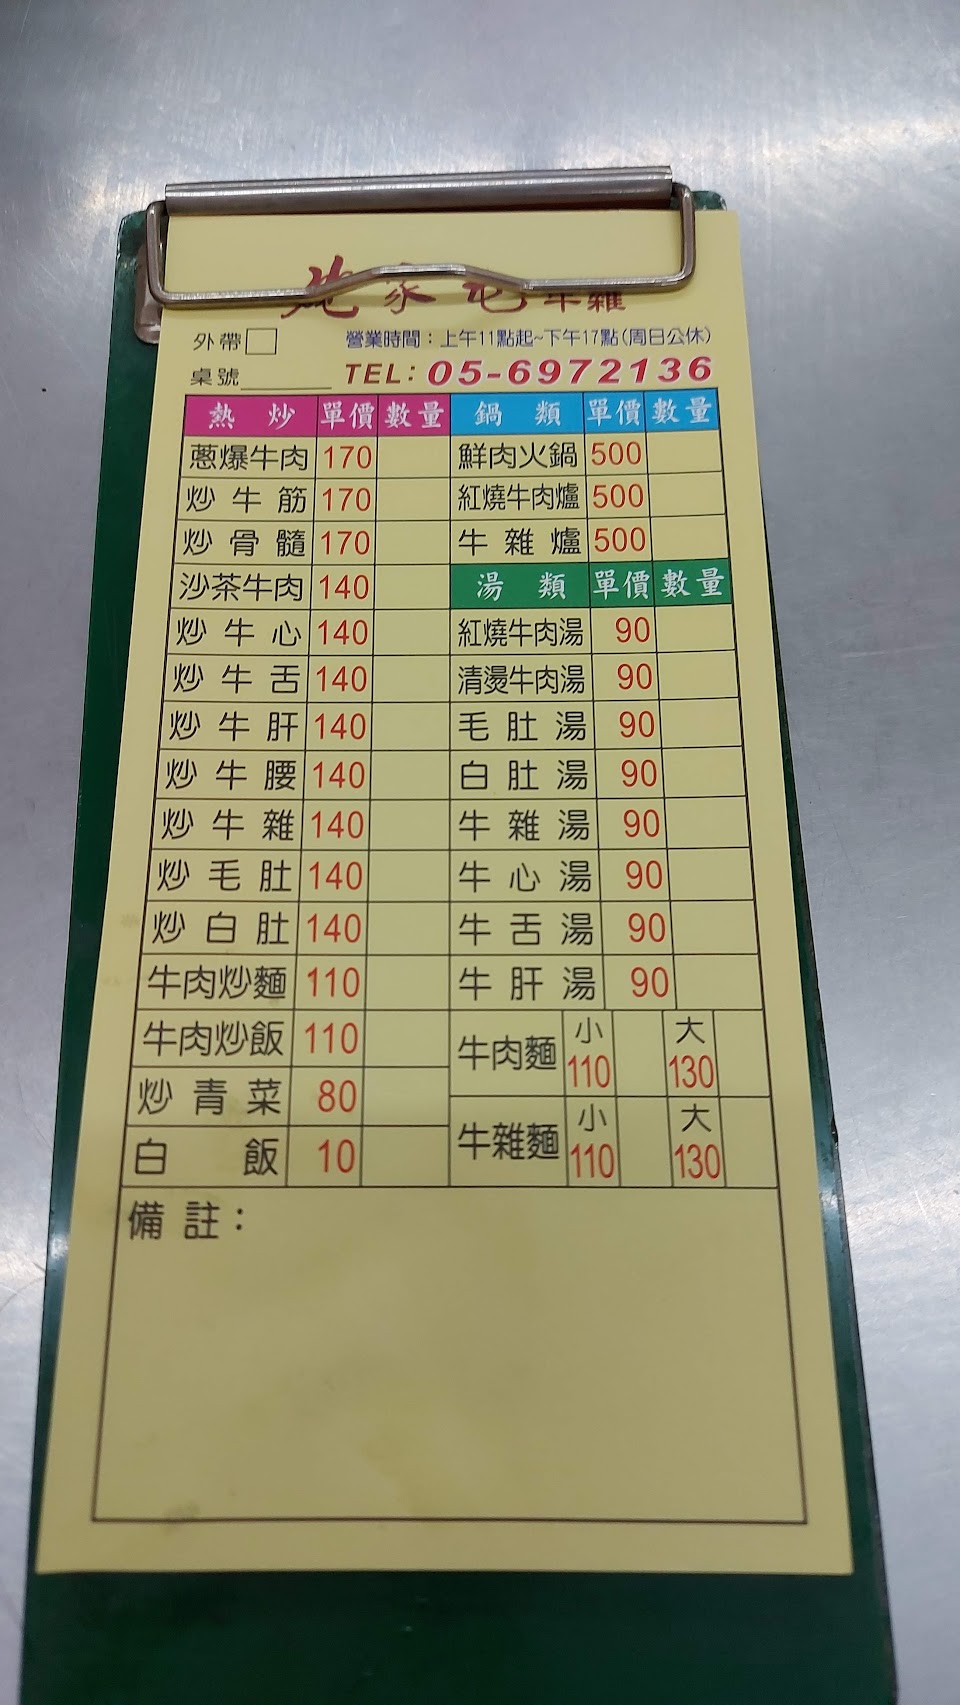 家 牛雜
外帶
營業時間：上午11點起~下午17點(周日公休)
桌號
TEL：05-6972136
熱炒 單價 數量
蔥爆牛肉 170
炒牛筋 170
炒骨髓 170
沙茶牛肉 140
炒牛心 140
炒牛舌 140
炒牛肝 140
炒牛腰 140
炒牛雜 140
炒毛肚 140
炒白肚 140
牛肉炒麵 110
牛肉炒飯 110
炒青菜 80
白飯 10
鍋類 單價 數量
鮮肉火鍋 500
紅燒牛肉爐 500
牛雜爐 500
湯類 單價 數量
紅燒牛肉湯 90
清燙牛肉湯 90
毛肚湯 90
白肚湯 90
牛雜湯 90
牛心湯 90
牛舌湯 90
牛肝湯 90
牛肉麵 小 110 大 130
牛雜麵 小 110 大 130
備註：